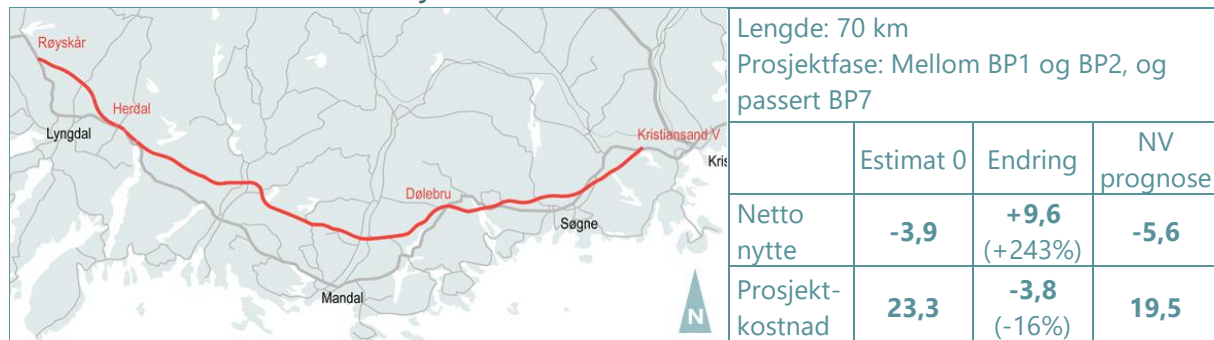 Røyskår
Herdal
Lyngdal
Kristiansand V
Kris
Dølebru
Søgne
Mandal
N
Lengde: 70 km
Prosjektfase: Mellom BP1 og BP2, og
passert BP7
Estimat 0 Endring NV
prognose
Netto
nytte -3,9 +9,6
(+243%) -5,6
Prosjekt-
kostnad 23,3 -3,8
(-16%) 19,5